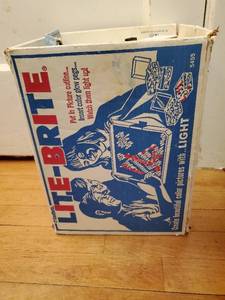 LITE-BRITE®
Put in Picture outline...
Insert color glow pegs...
Watch them light up!
5455
Create beautiful color pictures with...LIGHT